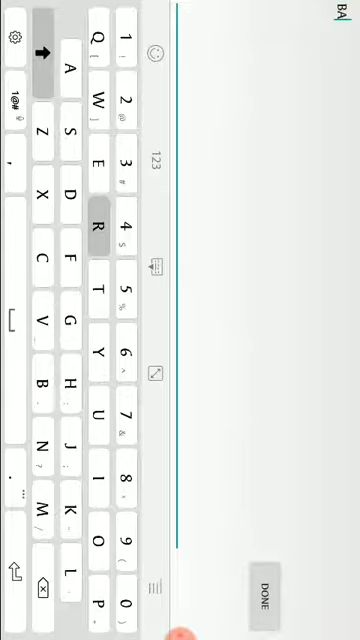 BA
DONE
123
1 2 3 4 5 6 7 8 9 0
! @ # $ % ^ & * ( )
Q W E R T Y U I O P
A S D F G H J K L
Z X C V B N M
1@# , . ...